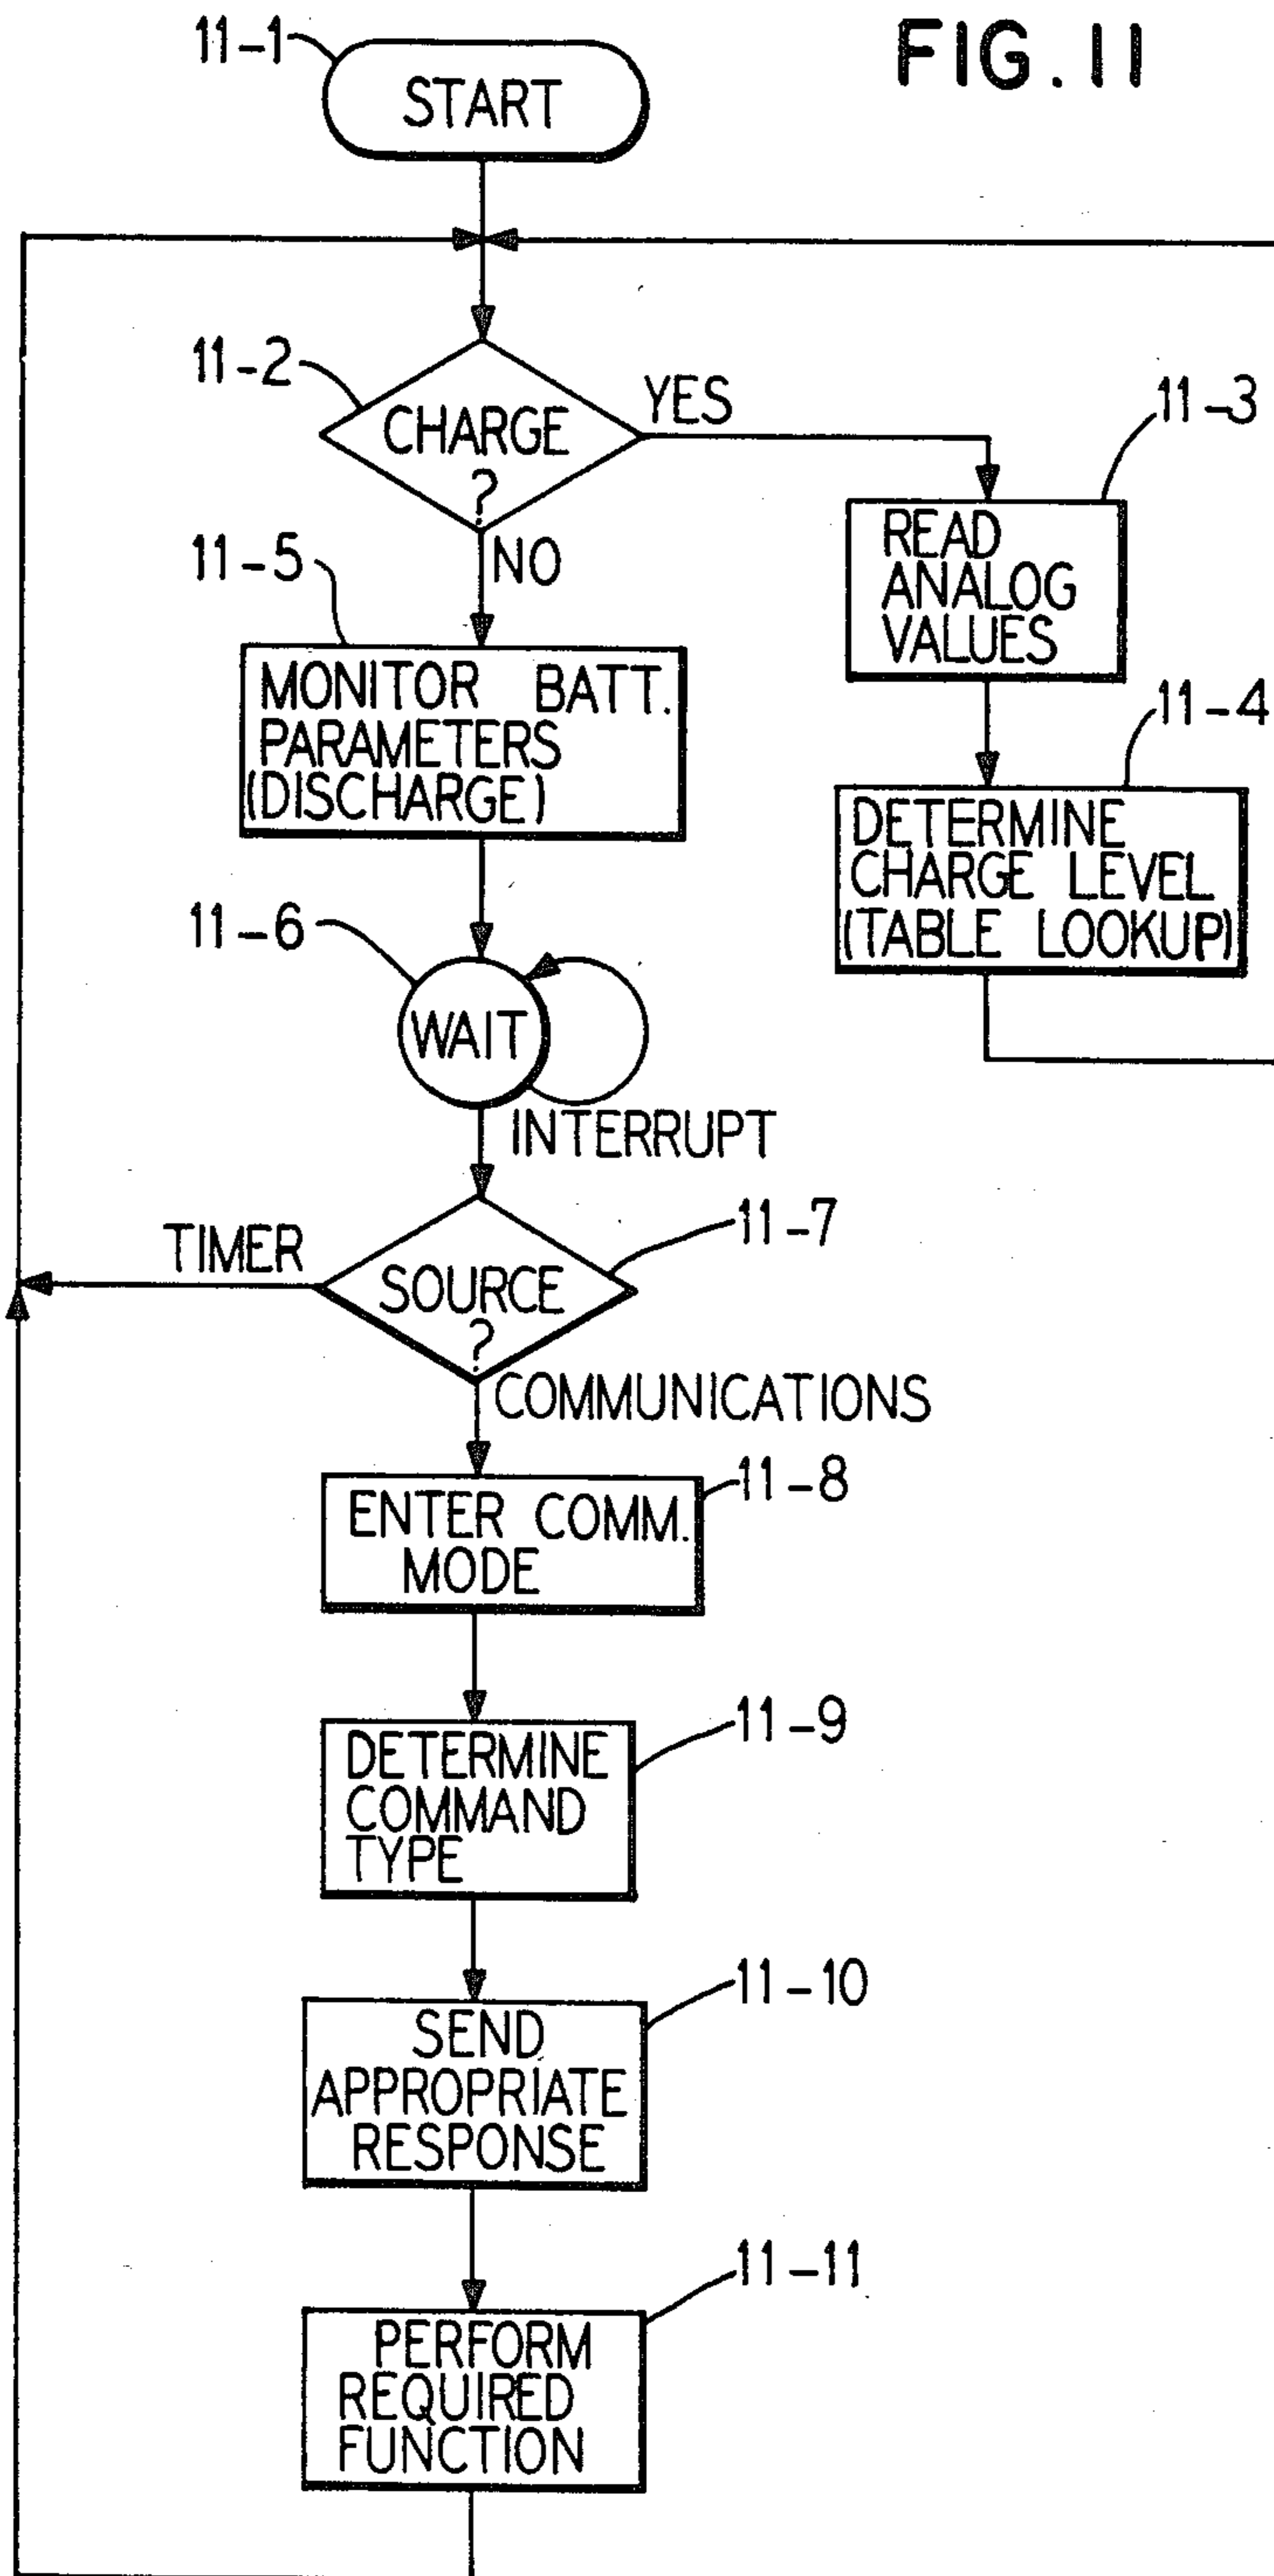 FIG. 11
11-1
START
11-2
CHARGE
?
YES
NO
11-3
READ
ANALOG
VALUES
11-4
DETERMINE
CHARGE LEVEL
(TABLE LOOKUP)
11-5
MONITOR BATT.
PARAMETERS
(DISCHARGE)
11-6
WAIT
INTERRUPT
11-7
SOURCE
?
TIMER
COMMUNICATIONS
11-8
ENTER COMM.
MODE
11-9
DETERMINE
COMMAND
TYPE
11-10
SEND
APPROPRIATE
RESPONSE
11-11
PERFORM
REQUIRED
FUNCTION